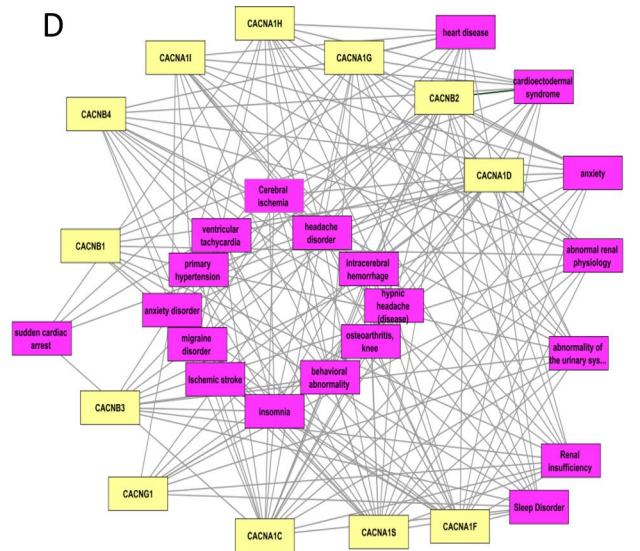 D
CACNA1H
heart disease
CACNA1I
CACNA1G
cardioectodermal
syndrome
CACNB2
CACNB4
anxiety
CACNA1D
Cerebral
ischemia
ventricular
tachycardia
headache
disorder
CACNB1
abnormal renal
physiology
primary
hypertension
intracerebral
hemorrhage
hypnic
headache
(disease)
anxiety disorder
sudden cardiac
arrest
migraine
disorder
osteoarthritis,
knee
abnormality of
the urinary sys...
Ischemic stroke
behavioral
abnormality
CACNB3
insomnia
Renal
insufficiency
CACNG1
Sleep Disorder
CACNA1C
CACNA1S
CACNA1F